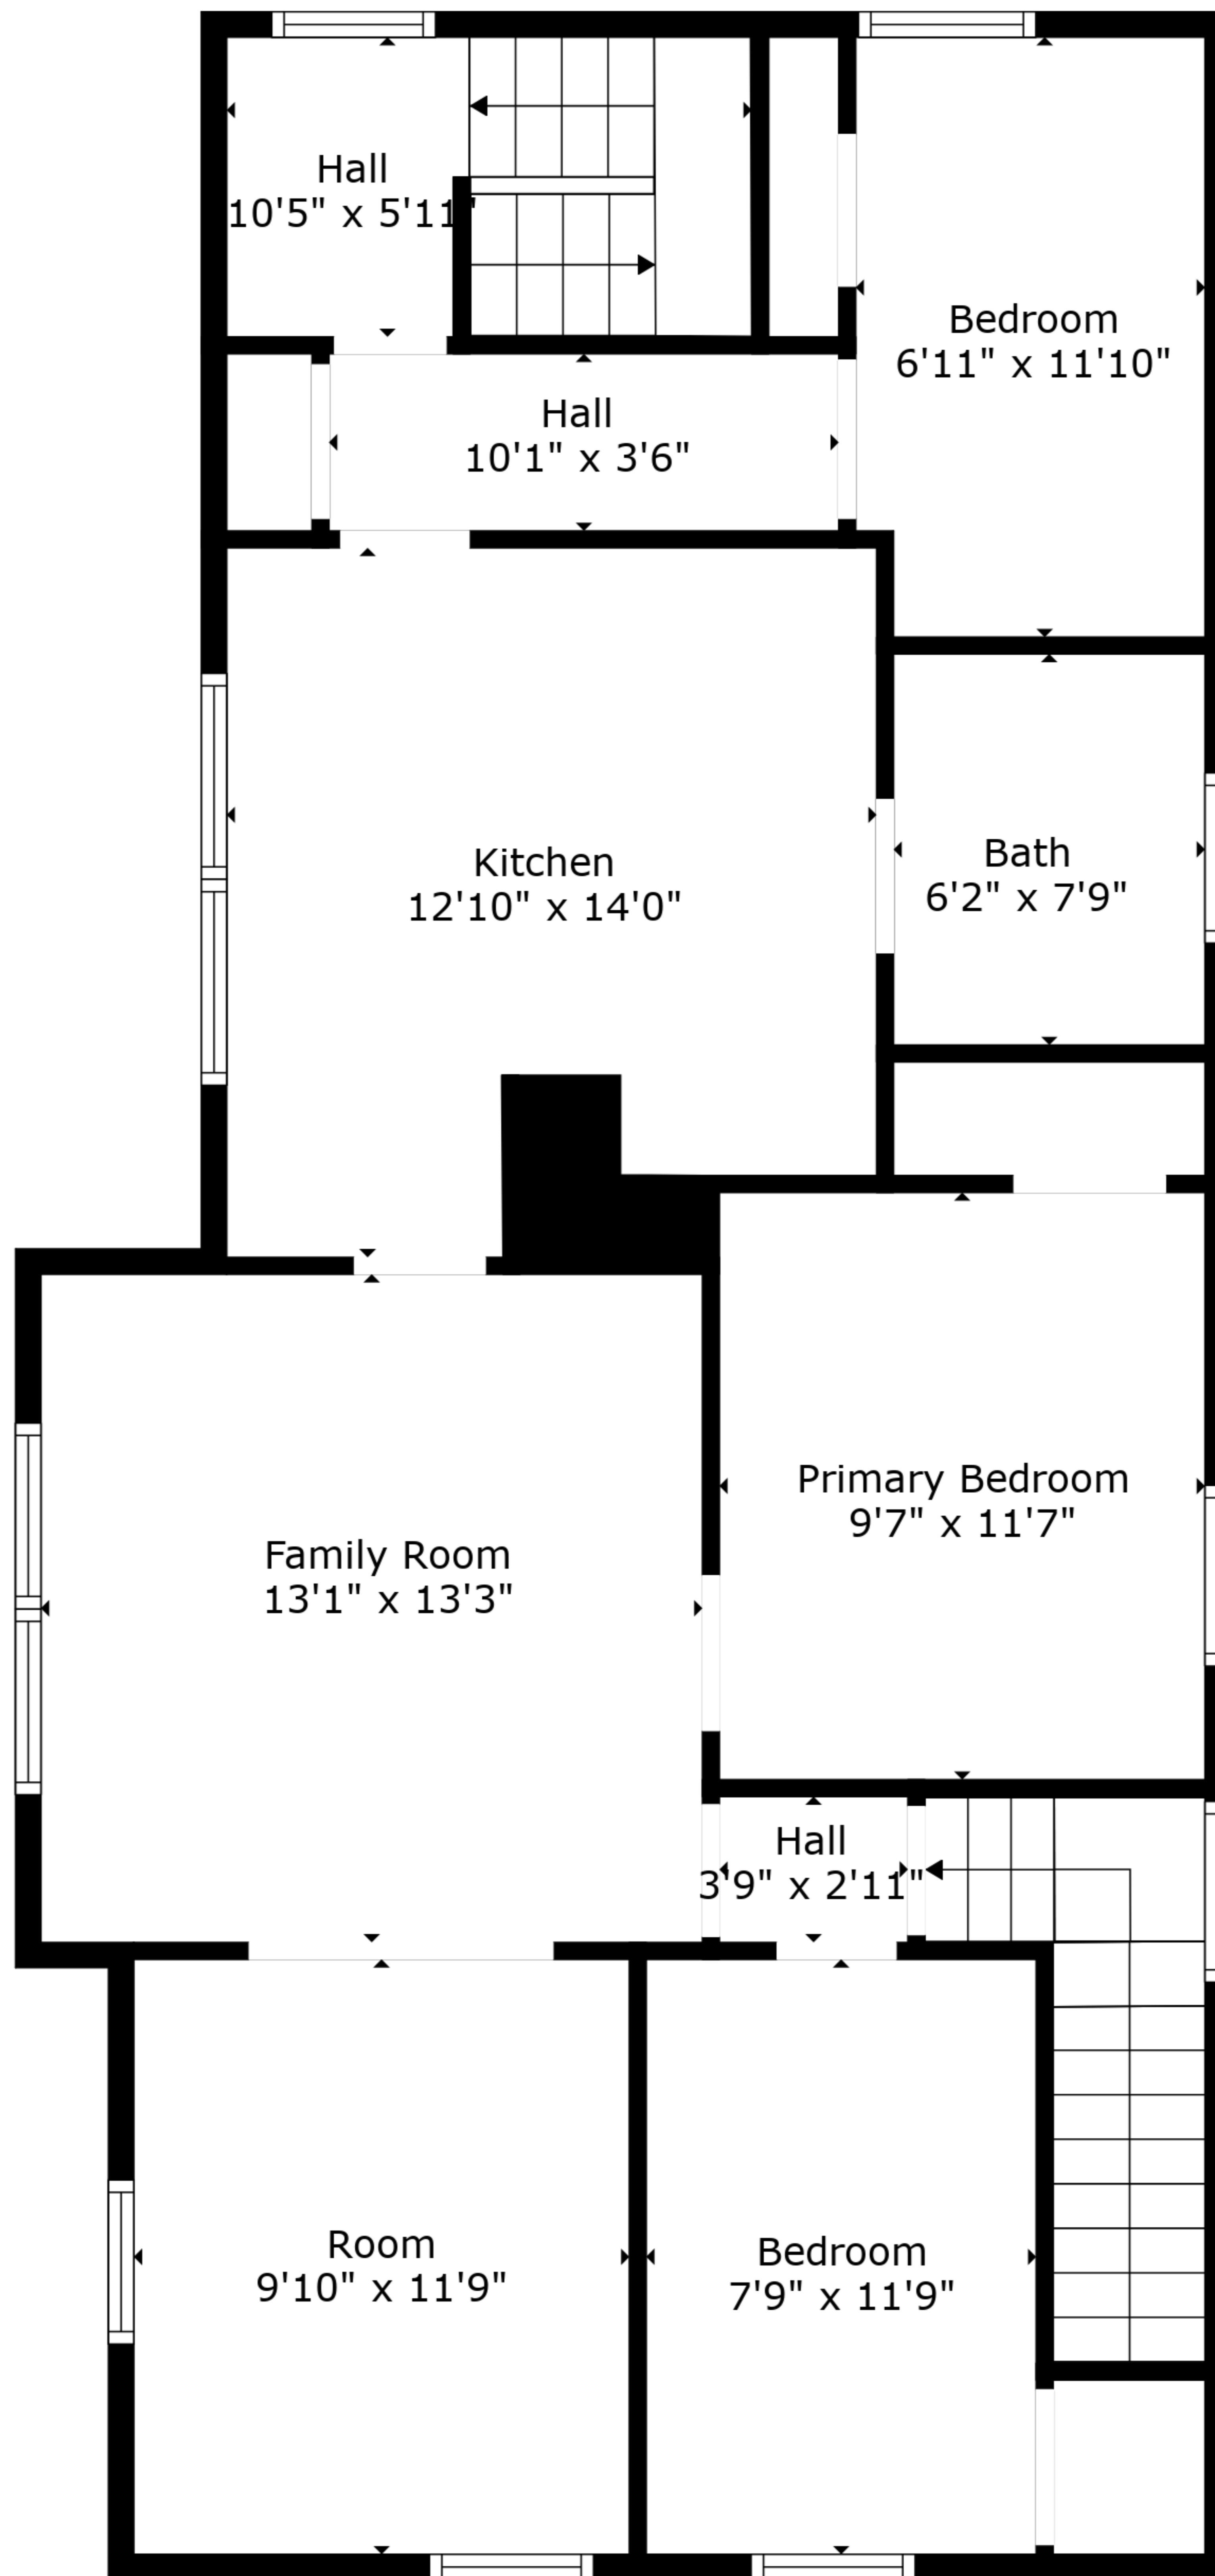 Hall
10'5" x 5'11"
Bedroom
6'11" x 11'10"
Hall
10'1" x 3'6"
Kitchen
12'10" x 14'0"
Bath
6'2" x 7'9"
Primary Bedroom
9'7" x 11'7"
Family Room
13'1" x 13'3"
Hall
3'9" x 2'11"
Room
9'10" x 11'9"
Bedroom
7'9" x 11'9"